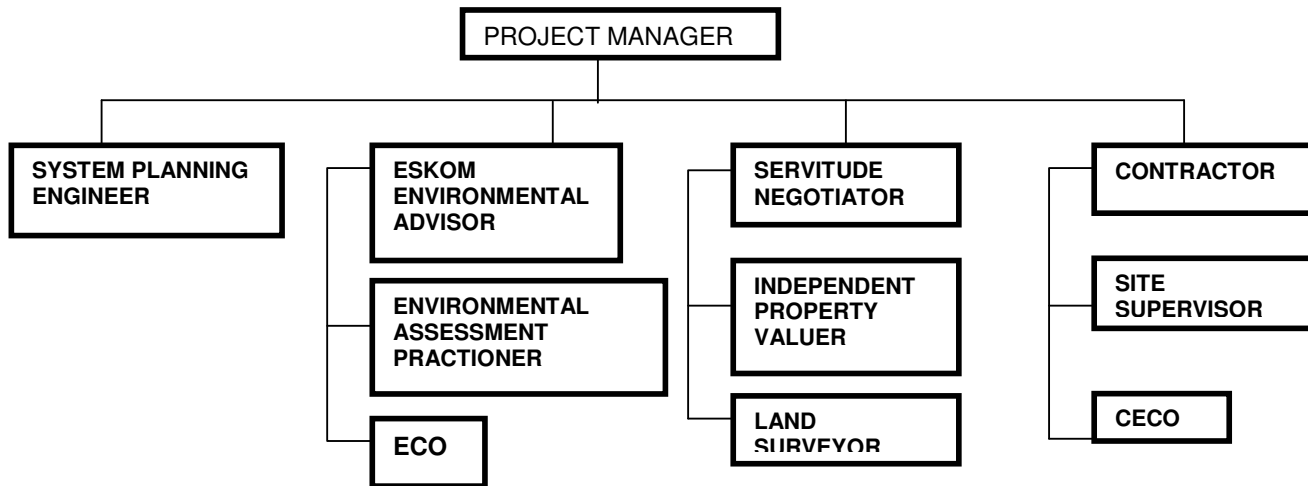 PROJECT MANAGER
SYSTEM PLANNING
ENGINEER
ESKOM
ENVIRONMENTAL
ADVISOR
ENVIRONMENTAL
ASSESSMENT
PRACTIONER
ECO
SERVITUDE
NEGOTIATOR
INDEPENDENT
PROPERTY
VALUER
LAND
SURVEYOR
CONTRACTOR
SITE
SUPERVISOR
CECO